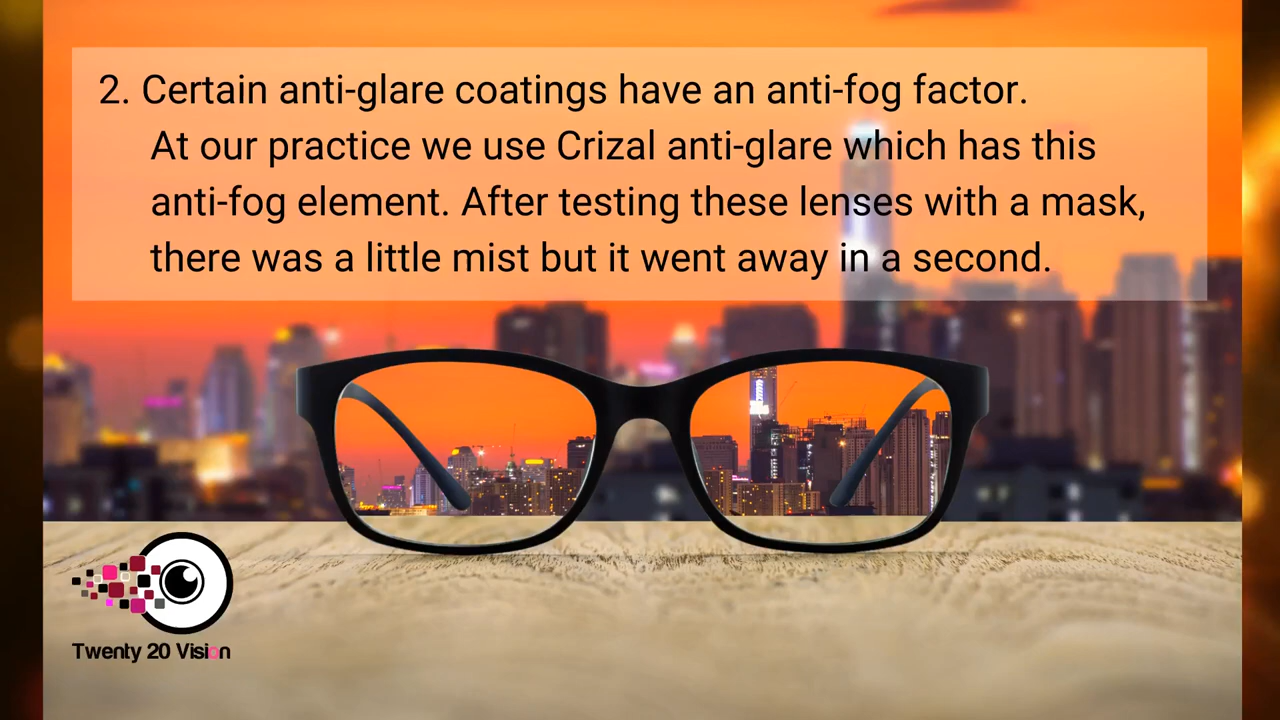 2. Certain anti-glare coatings have an anti-fog factor.
At our practice we use Crizal anti-glare which has this
anti-fog element. After testing these lenses with a mask,
there was a little mist but it went away in a second.
Twenty 20 Vision